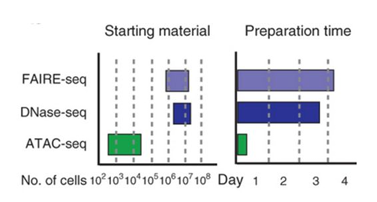 Starting material Preparation time
FAIRE-seq
DNase-seq
ATAC-seq
No. of cells 10² 10³ 10⁴ 10⁵ 10⁶ 10⁷ 10⁸ Day 1 2 3 4